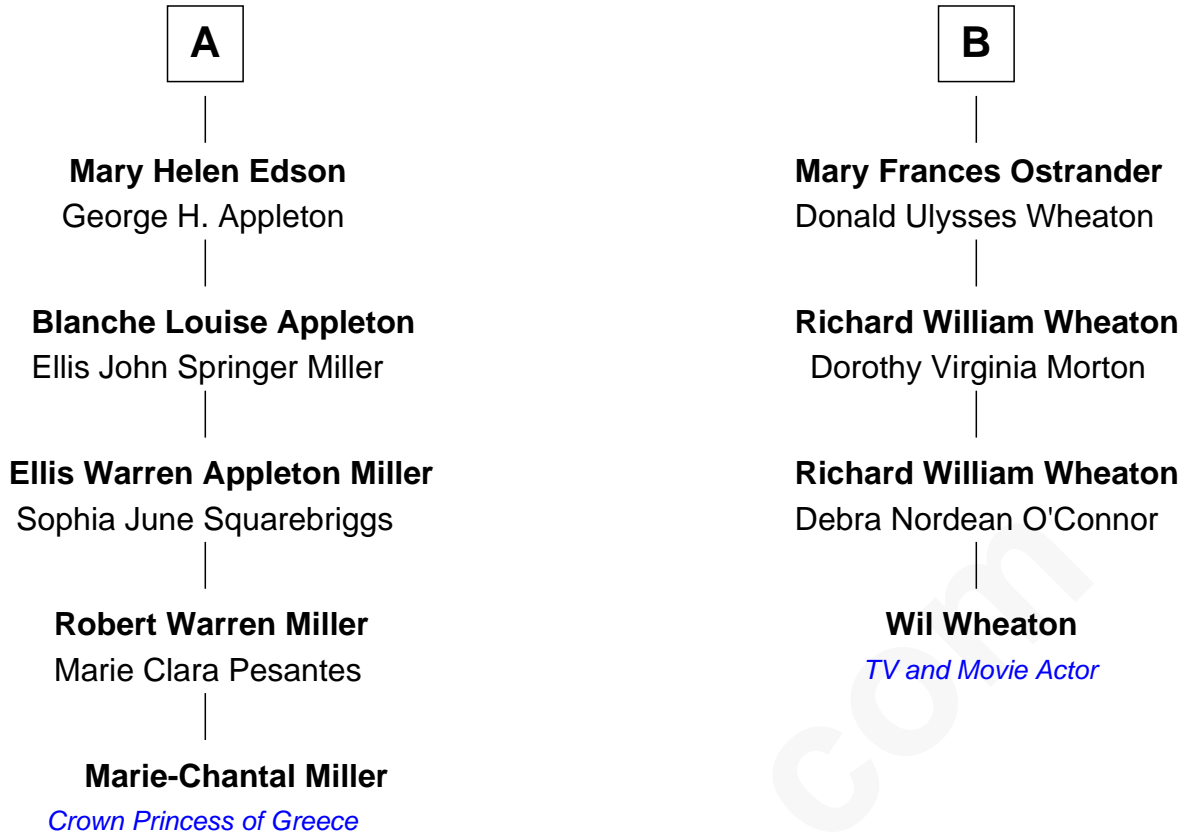 A
Mary Helen Edson
George H. Appleton
Blanche Louise Appleton
Ellis John Springer Miller
Ellis Warren Appleton Miller
Sophia June Squarebriggs
Robert Warren Miller
Marie Clara Pesantes
Marie-Chantal Miller
Crown Princess of Greece
B
Mary Frances Ostrander
Donald Ulysses Wheaton
Richard William Wheaton
Dorothy Virginia Morton
Richard William Wheaton
Debra Nordean O'Connor
Wil Wheaton
TV and Movie Actor
com